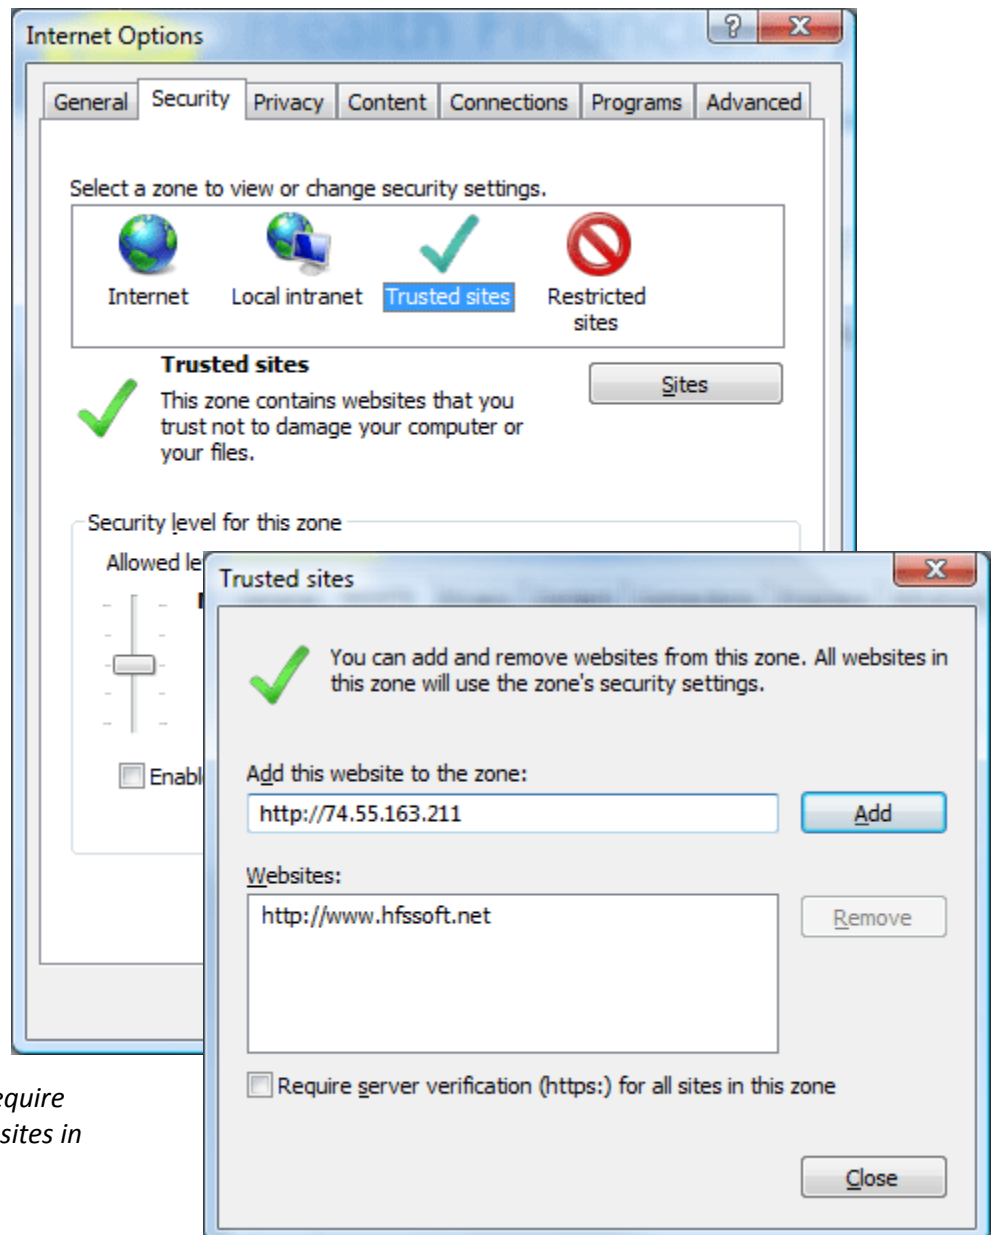 Internet Options
General Security Privacy Content Connections Programs Advanced
Select a zone to view or change security settings.
Internet Local intranet Trusted sites Restricted
sites
Trusted sites
This zone contains websites that you
trust not to damage your computer or
your files.
Sites
Security level for this zone
Allowed
Trusted sites
You can add and remove websites from this zone. All websites in
this zone will use the zone's security settings.
Add this website to the zone:
http://74.55.163.211
Add
Websites:
http://www.hfssoft.net
Remove
Require server verification (https:) for all sites in this zone
Close
sites in